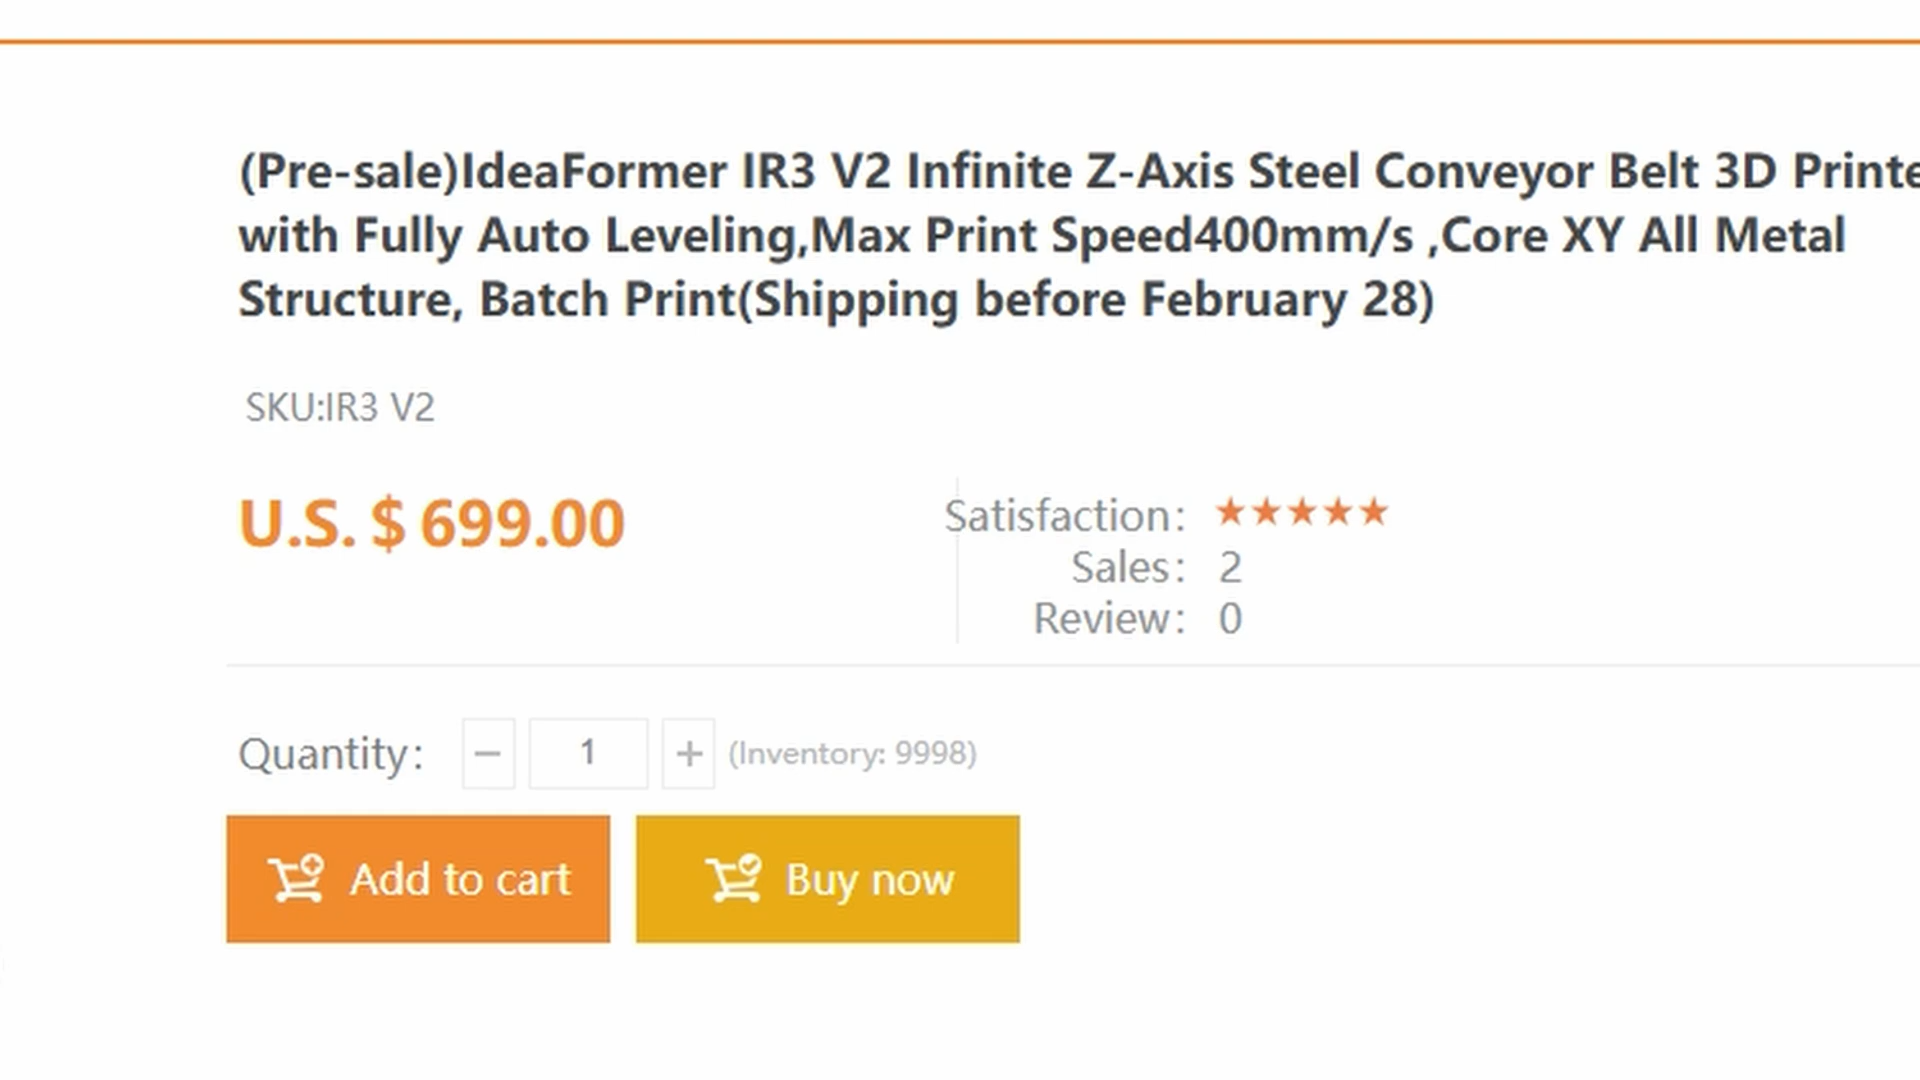 (Pre-sale)IdeaFormer IR3 V2 Infinite Z-Axis Steel Conveyor Belt 3D Printe
with Fully Auto Leveling,Max Print Speed400mm/s ,Core XY All Metal
Structure, Batch Print(Shipping before February 28)
SKU:IR3 V2
U.S. $ 699.00
Satisfaction: ★★★★★
Sales: 2
Review: 0
Quantity: − 1 + (Inventory: 9998)
Add to cart Buy now